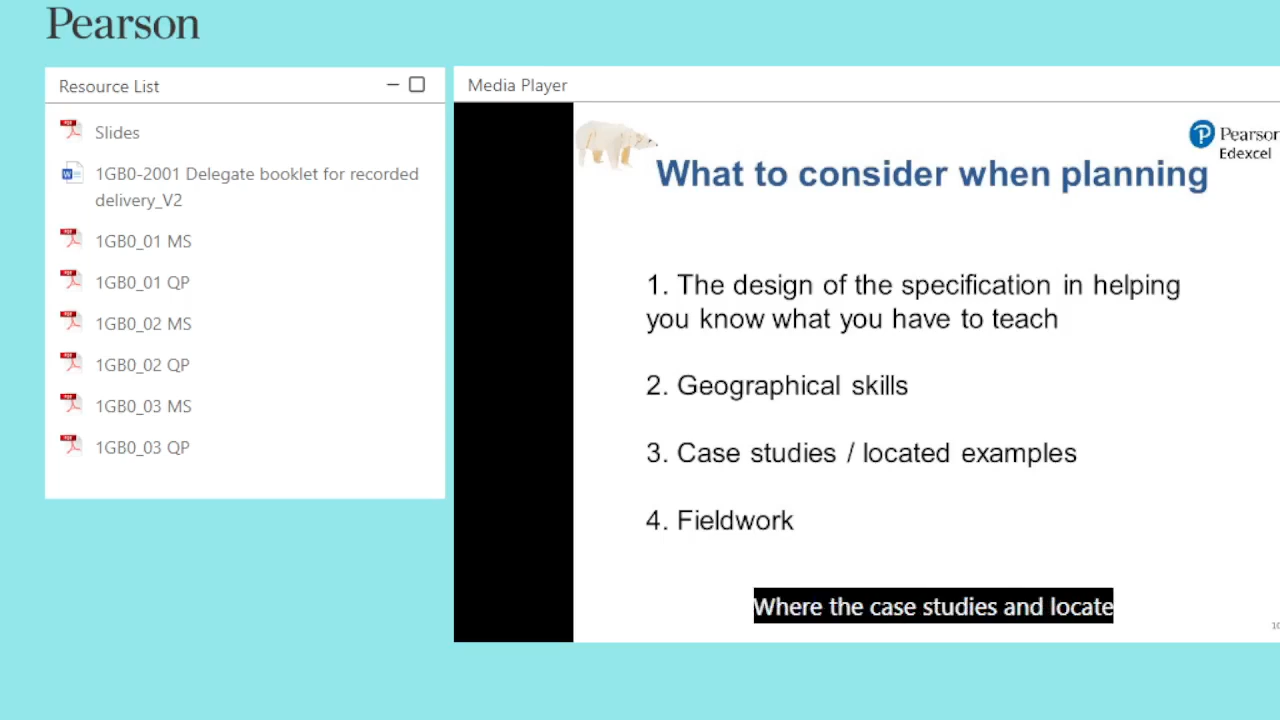 Pearson
Resource List
Slides
1GB0-2001 Delegate booklet for recorded
delivery_V2
1GB0_01 MS
1GB0_01 QP
1GB0_02 MS
1GB0_02 QP
1GB0_03 MS
1GB0_03 QP
Media Player
Pearson
Edexcel
What to consider when planning
1. The design of the specification in helping
you know what you have to teach
2. Geographical skills
3. Case studies / located examples
4. Fieldwork
Where the case studies and locate